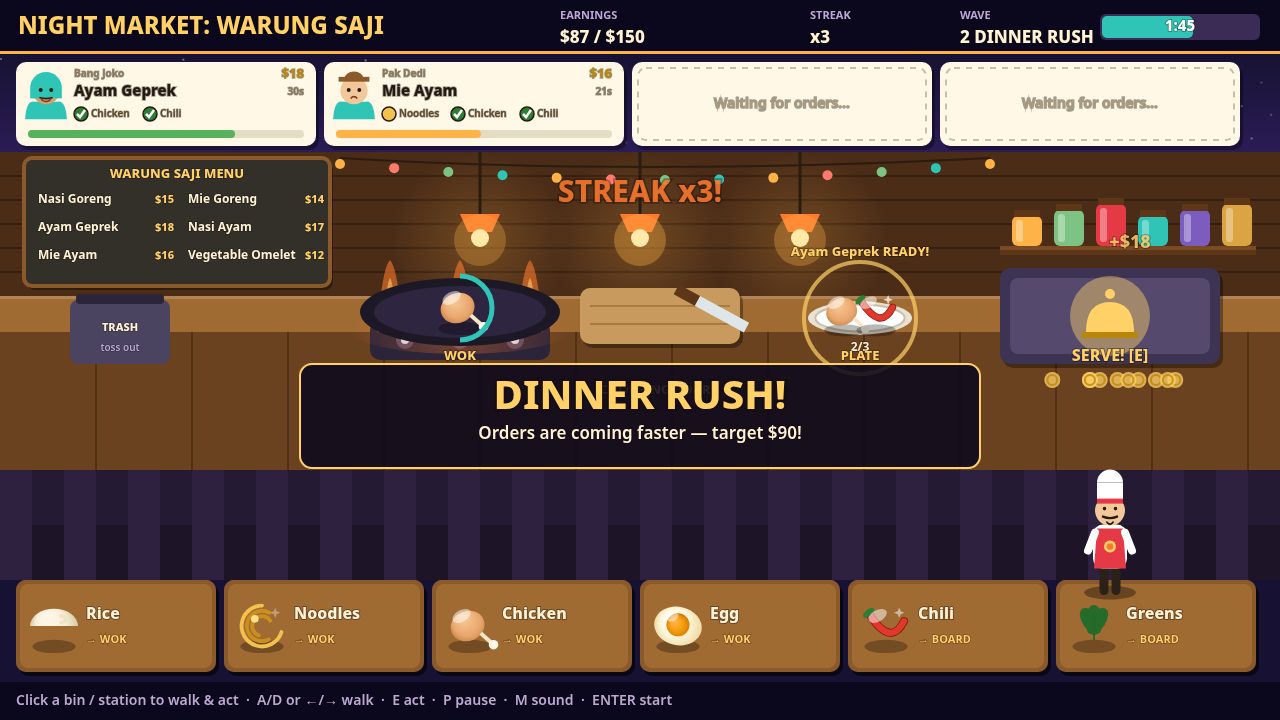 NIGHT MARKET: WARUNG SAJI
EARNINGS
$87 / $150
STREAK
x3
WAVE
2 DINNER RUSH
1:45
Bang Joko
$18
Ayam Geprek
30s
Chicken
Chili
Pak Dedi
$16
Mie Ayam
21s
Noodles
Chicken
Chili
Waiting for orders...
Waiting for orders...
WARUNG SAJI MENU
Nasi Goreng $15 Mie Goreng $14
Ayam Geprek $18 Nasi Ayam $17
Mie Ayam $16 Vegetable Omelet $12
STREAK x3!
+$18
Ayam Geprek READY!
TRASH
toss out
WOK
2/3
PLATE
SERVE! [E]
DINNER RUSH!
Orders are coming faster — target $90!
Rice
→ WOK
Noodles
→ WOK
Chicken
→ WOK
Egg
→ WOK
Chili
→ BOARD
Greens
→ BOARD
Click a bin / station to walk & act · A/D or ←/→ walk · E act · P pause · M sound · ENTER start